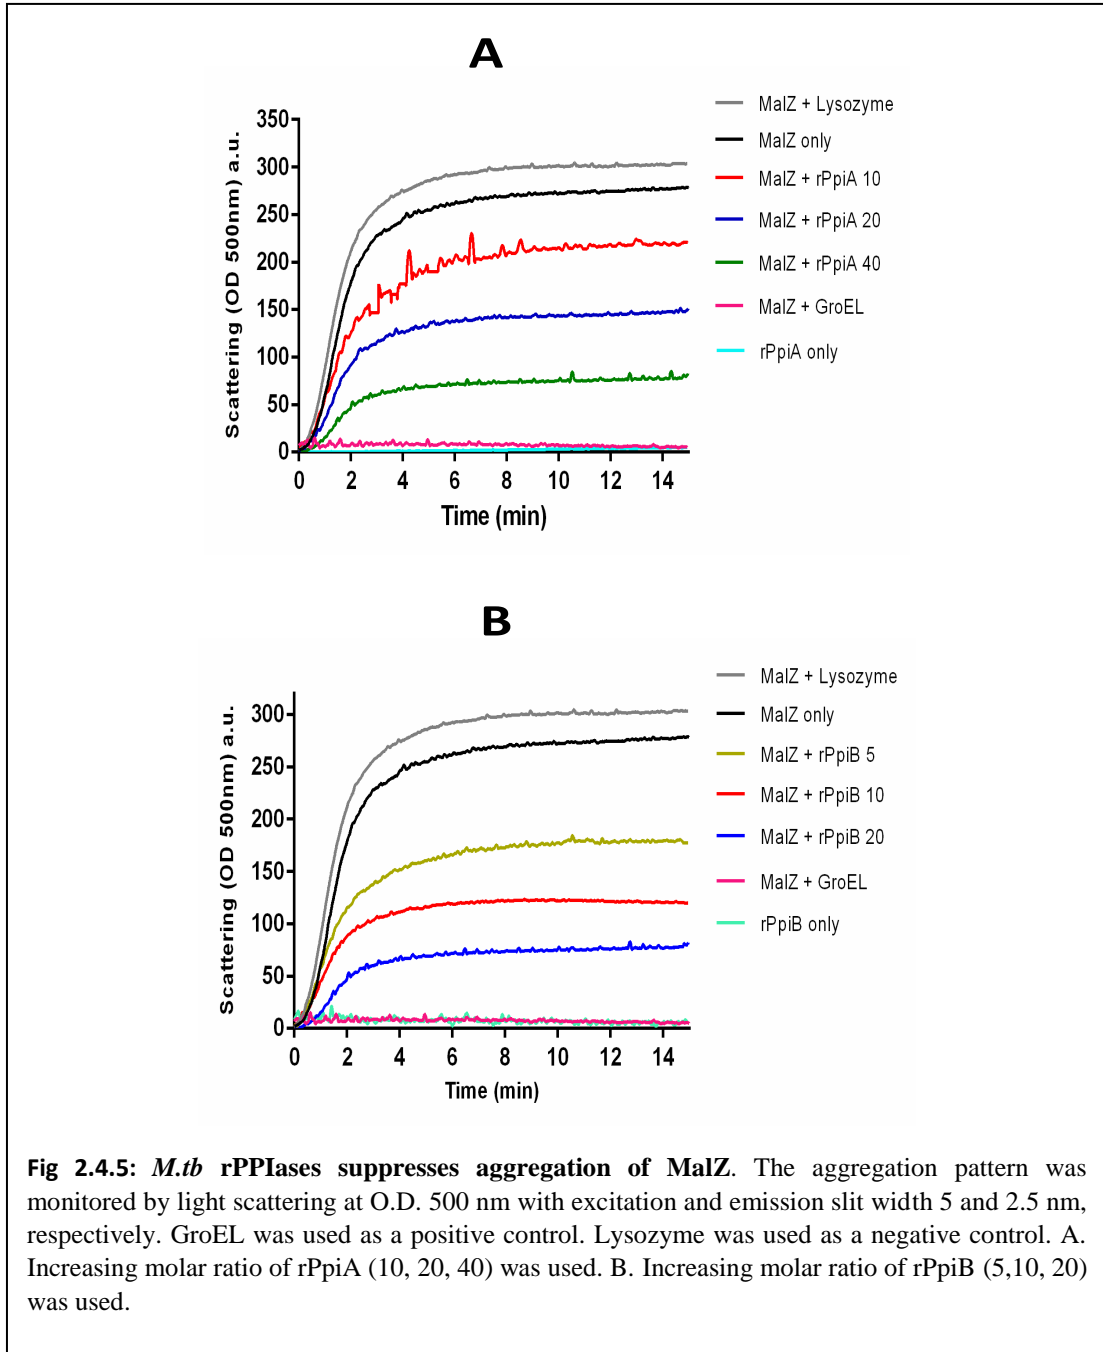 A
MalZ + Lysozyme
MalZ only
MalZ + rPpiA 10
MalZ + rPpiA 20
MalZ + rPpiA 40
MalZ + GroEL
rPpiA only
Scattering (OD 500nm) a.u.
350
300
250
200
150
100
50
0
0 2 4 6 8 10 12 14
Time (min)
B
MalZ + Lysozyme
MalZ only
MalZ + rPpiB 5
MalZ + rPpiB 10
MalZ + rPpiB 20
MalZ + GroEL
rPpiB only
Scattering (OD 500nm) a.u.
300
250
200
150
100
50
0
0 2 4 6 8 10 12 14
Time (min)
Fig 2.4.5: M.tb rPPIases suppresses aggregation of MalZ. The aggregation pattern was
monitored by light scattering at O.D. 500 nm with excitation and emission slit width 5 and 2.5 nm,
respectively. GroEL was used as a positive control. Lysozyme was used as a negative control. A.
Increasing molar ratio of rPpiA (10, 20, 40) was used. B. Increasing molar ratio of rPpiB (5,10, 20)
was used.